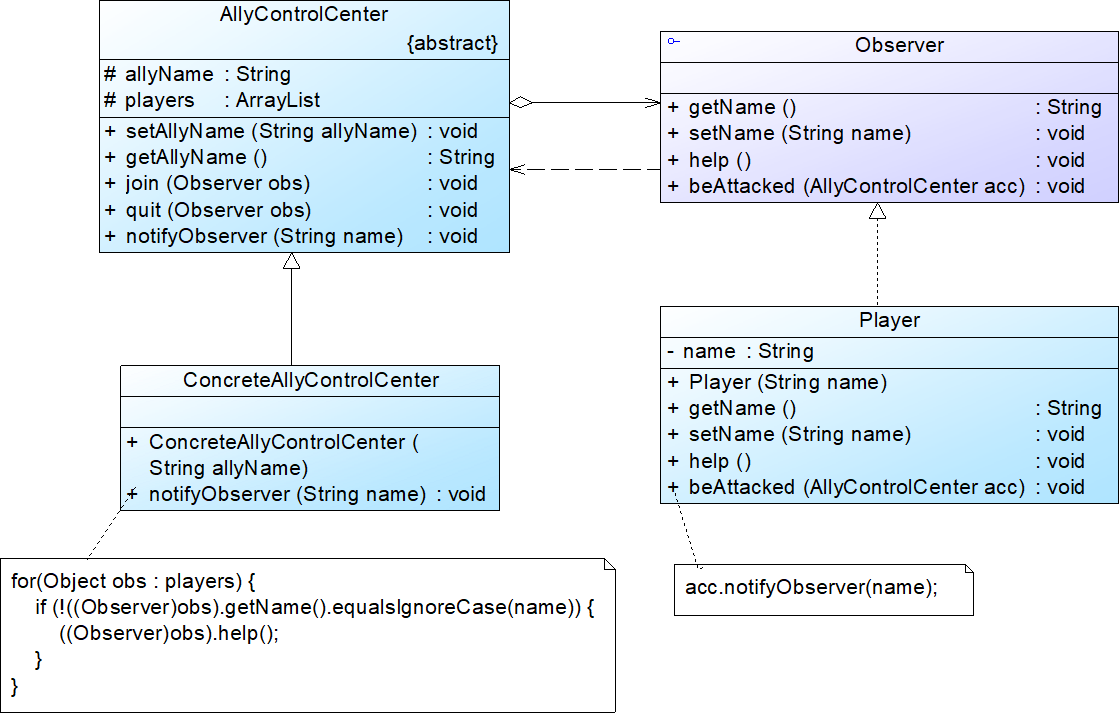 AllyControlCenter
{abstract}
# allyName : String
# players : ArrayList
+ setAllyName (String allyName) : void
+ getAllyName () : String
+ join (Observer obs) : void
+ quit (Observer obs) : void
+ notifyObserver (String name) : void
Observer
+ getName () : String
+ setName (String name) : void
+ help () : void
+ beAttacked (AllyControlCenter acc) : void
ConcreteAllyControlCenter
+ ConcreteAllyControlCenter (
String allyName)
+ notifyObserver (String name) : void
Player
- name : String
+ Player (String name)
+ getName () : String
+ setName (String name) : void
+ help () : void
+ beAttacked (AllyControlCenter acc) : void
for(Object obs : players) {
if (!((Observer)obs).getName().equalsIgnoreCase(name)) {
((Observer)obs).help();
}
}
acc.notifyObserver(name);